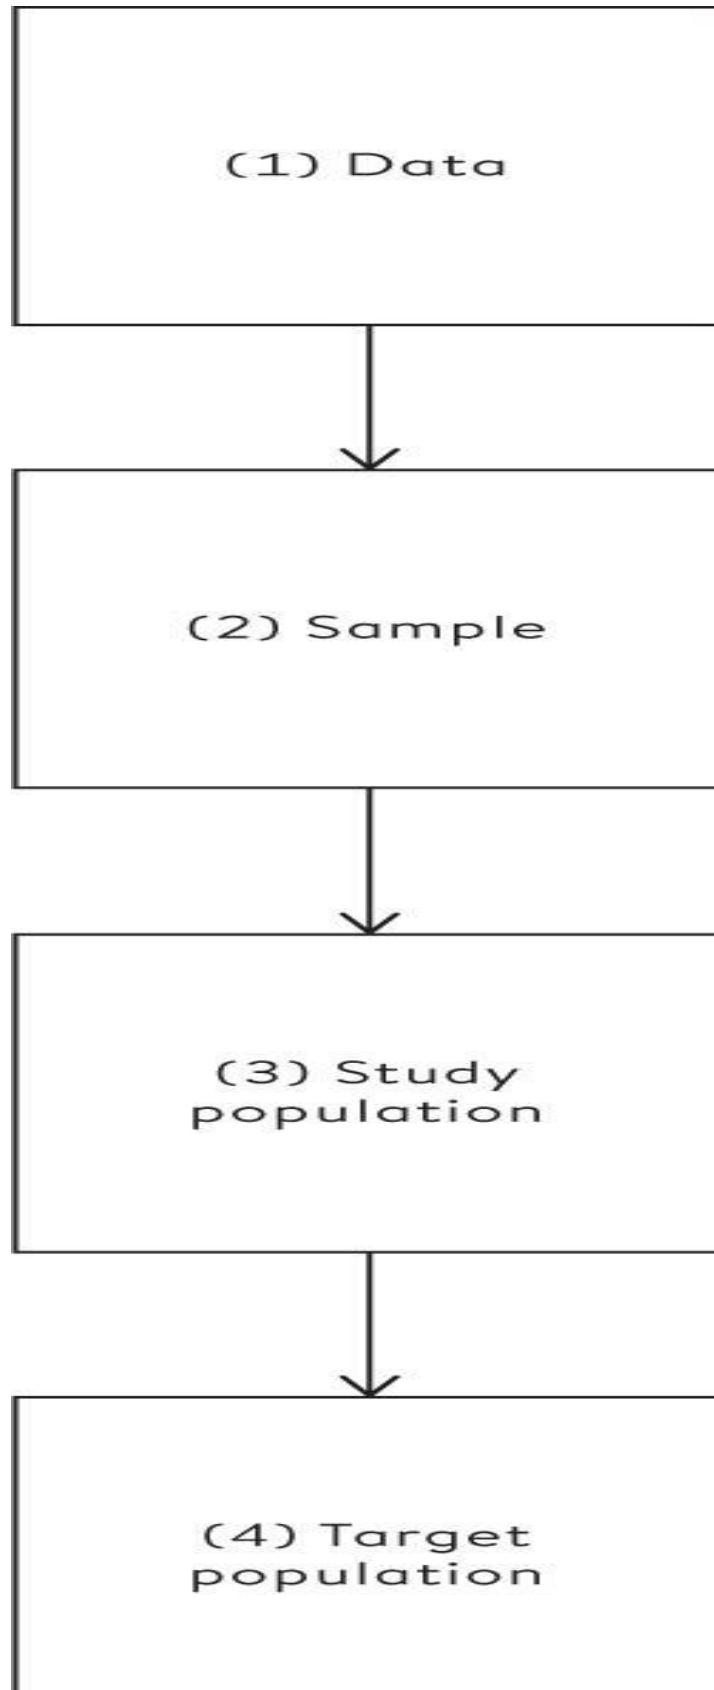 (1) Data
(2) Sample
(3) Study
population
(4) Target
population